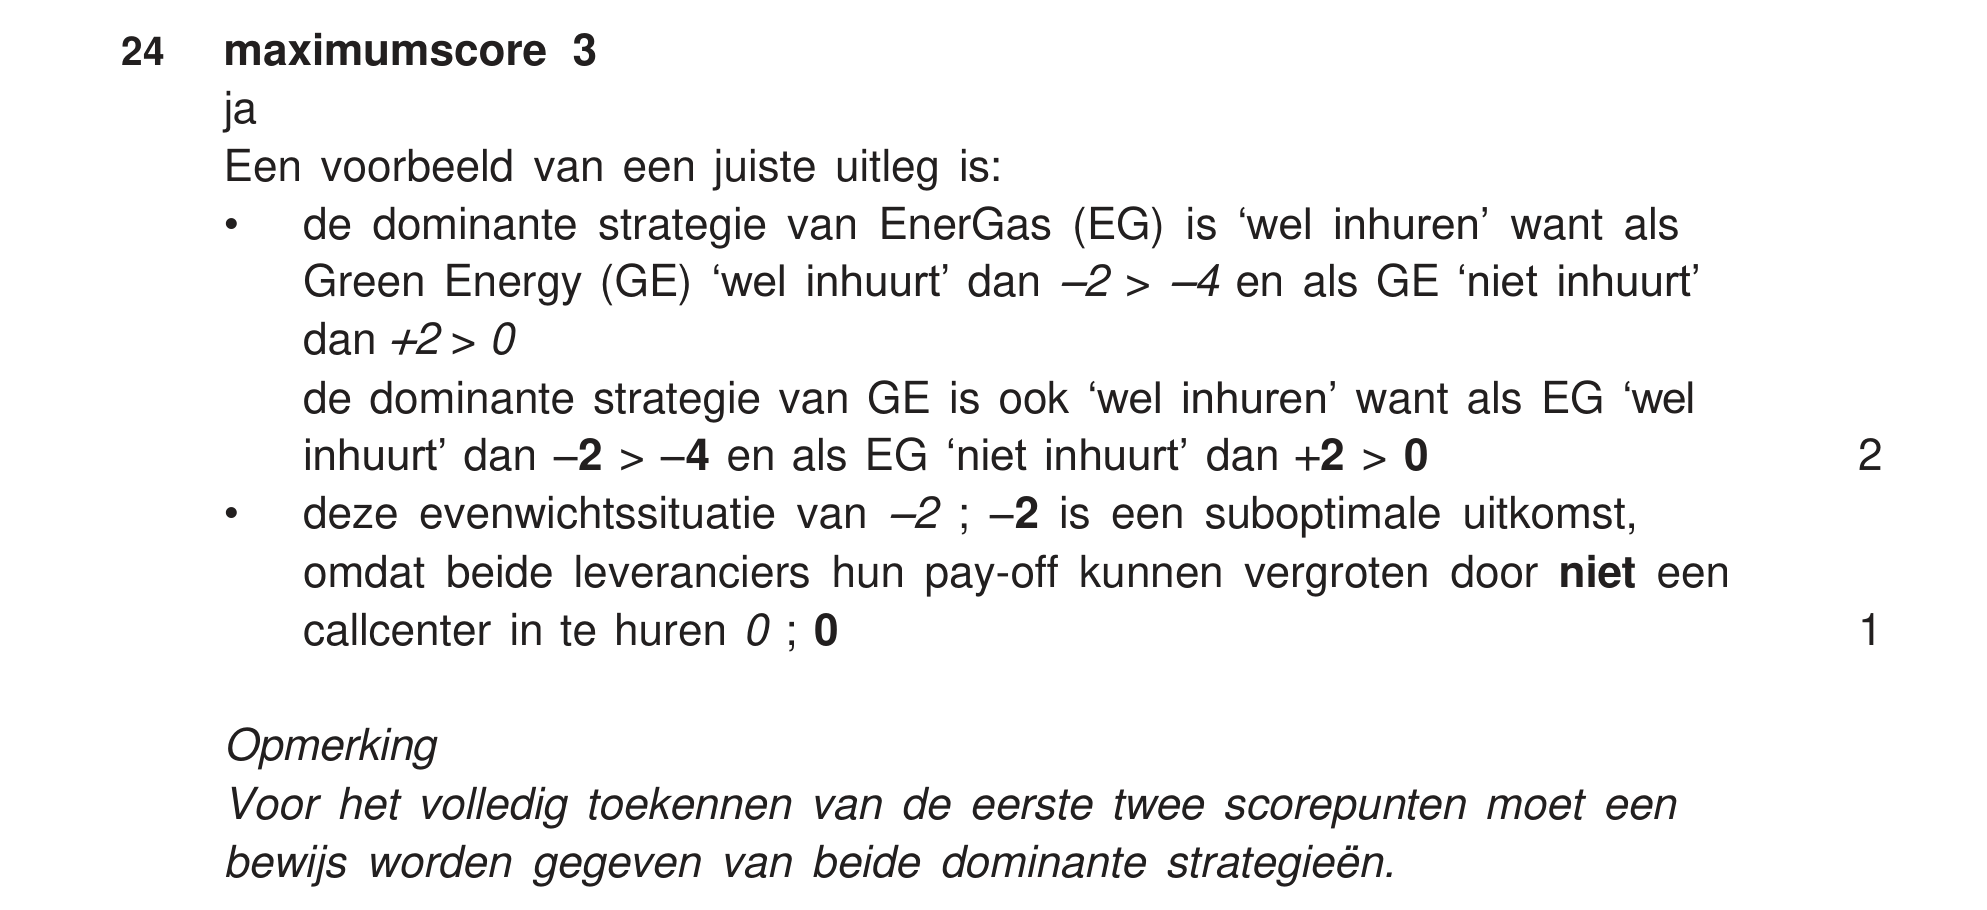 24 maximumscore 3
ja
Een voorbeeld van een juiste uitleg is:
• de dominante strategie van EnerGas (EG) is ‘wel inhuren’ want als
Green Energy (GE) ‘wel inhuurt’ dan –2 > –4 en als GE ‘niet inhuurt’
dan +2 > 0
de dominante strategie van GE is ook ‘wel inhuren’ want als EG ‘wel
inhuurt’ dan –2 > –4 en als EG ‘niet inhuurt’ dan +2 > 0 2
• deze evenwichtssituatie van –2 ; –2 is een suboptimale uitkomst,
omdat beide leveranciers hun pay-off kunnen vergroten door niet een
callcenter in te huren 0 ; 0 1
Opmerking
Voor het volledig toekennen van de eerste twee scorepunten moet een
bewijs worden gegeven van beide dominante strategieën.